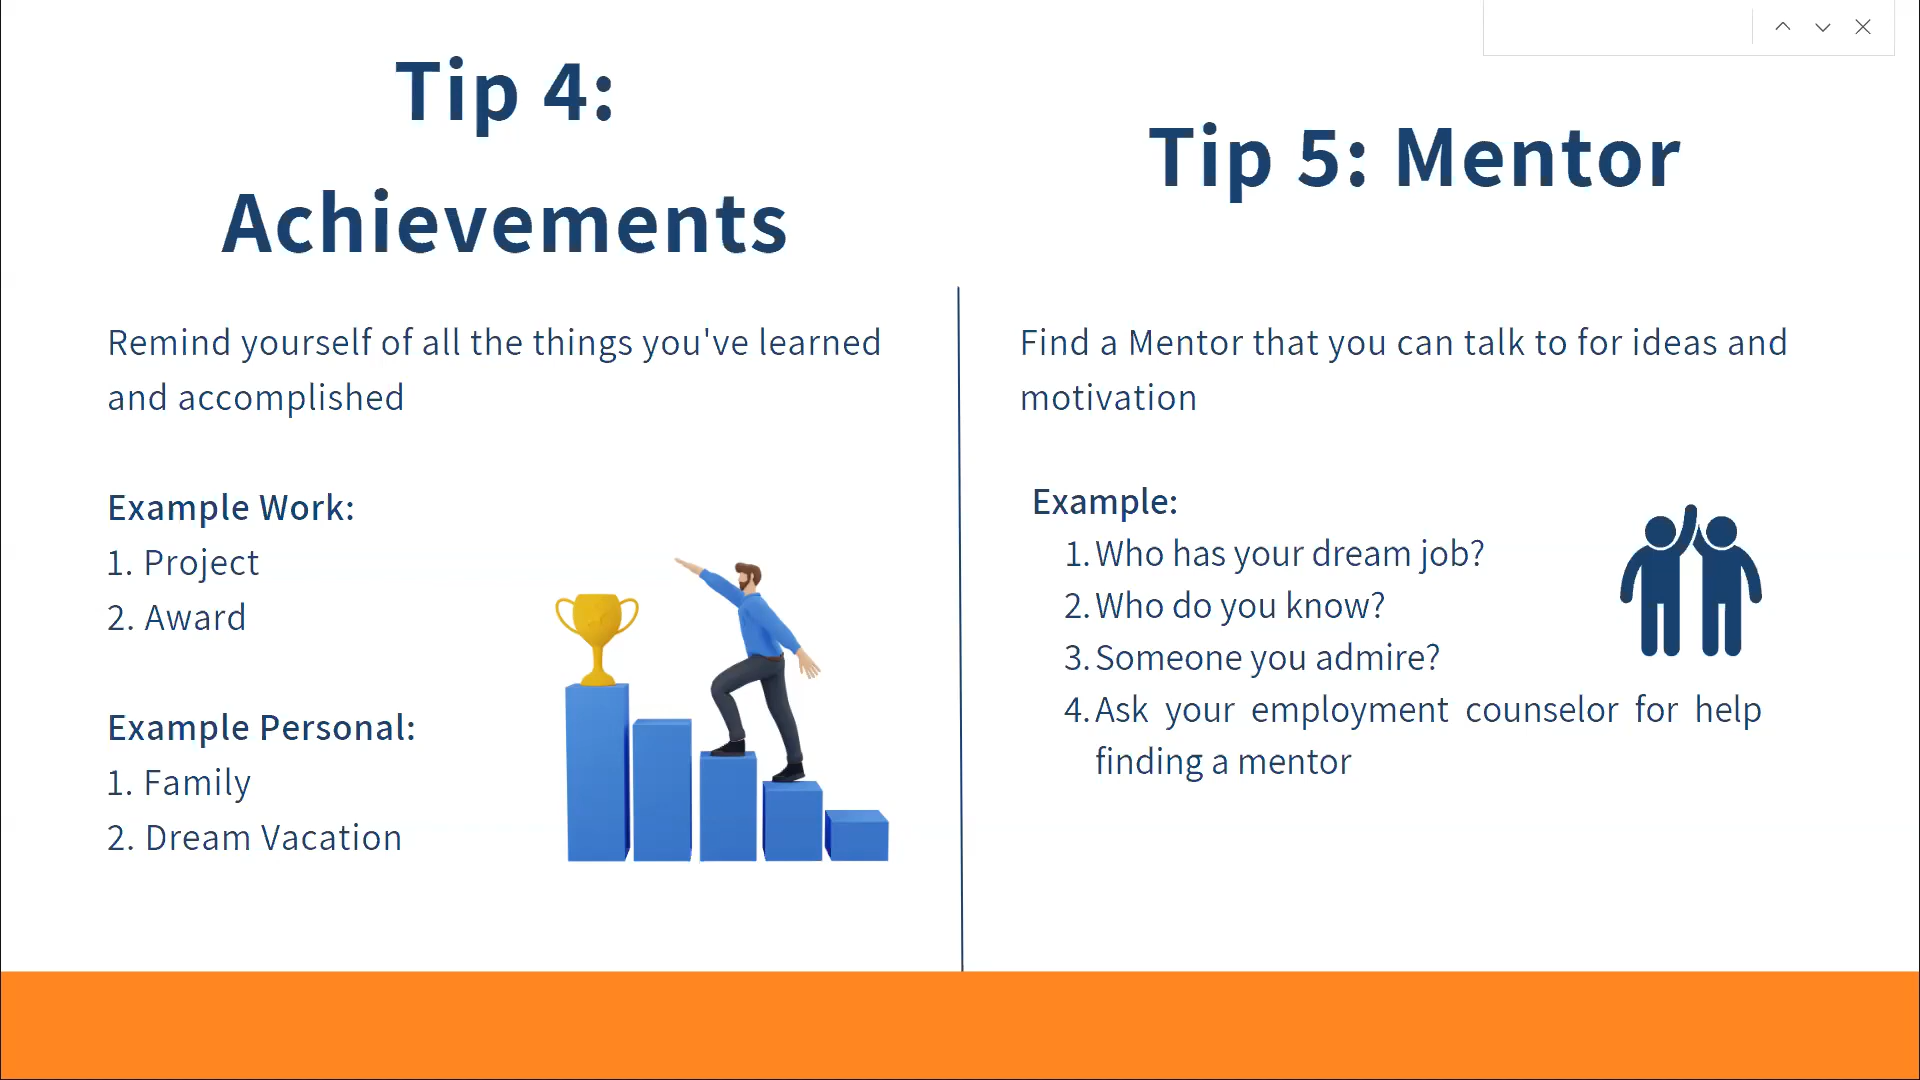 Tip 4:
Achievements
Remind yourself of all the things you've learned
and accomplished
Example Work:
1. Project
2. Award
Example Personal:
1. Family
2. Dream Vacation
Tip 5: Mentor
Find a Mentor that you can talk to for ideas and
motivation
Example:
1. Who has your dream job?
2. Who do you know?
3. Someone you admire?
4. Ask your employment counselor for help
finding a mentor